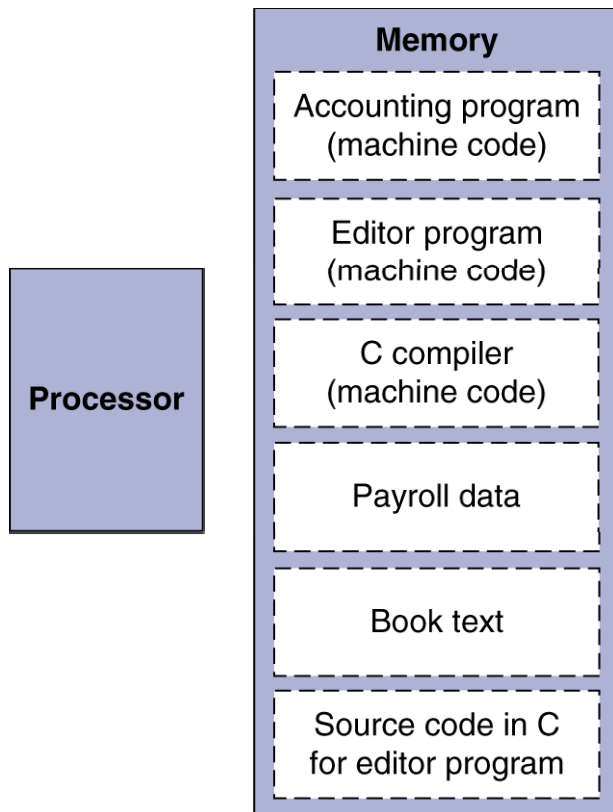 Memory
Accounting program
(machine code)
Editor program
(machine code)
C compiler
(machine code)
Processor
Payroll data
Book text
Source code in C
for editor program